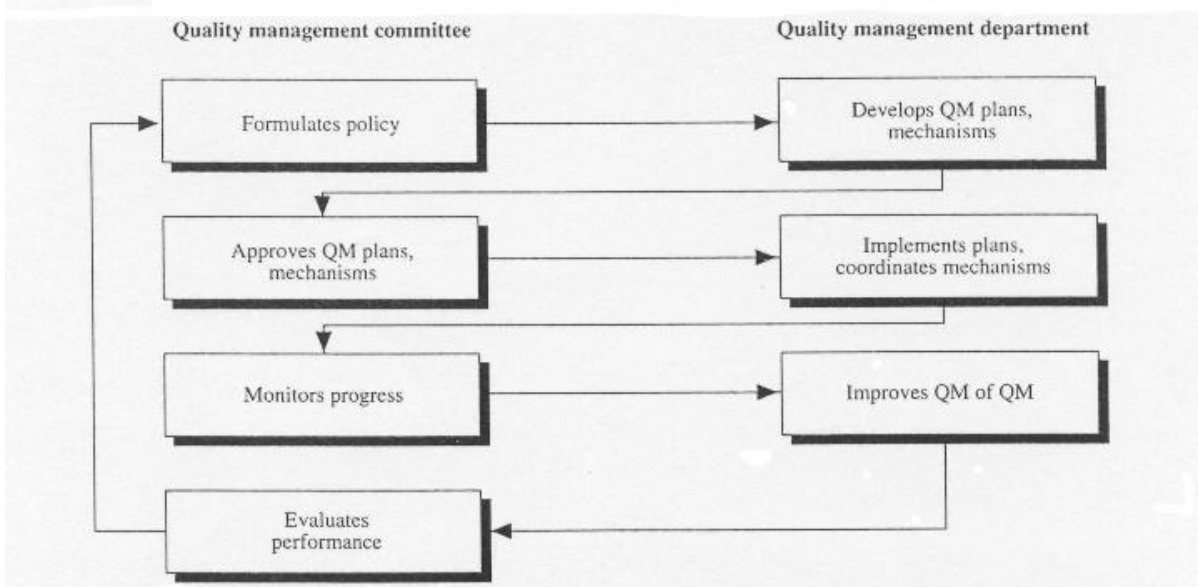 Quality management committee
Quality management department
Formulates policy
Develops QM plans,
mechanisms
Approves QM plans,
mechanisms
Implements plans,
coordinates mechanisms
Monitors progress
Improves QM of QM
Evaluates
performance